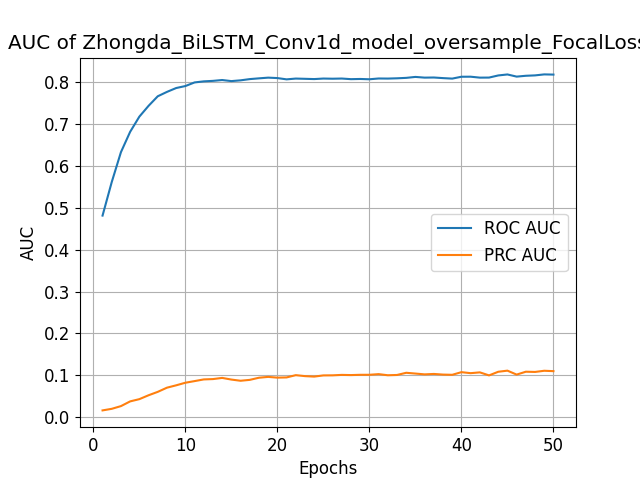 AUC of Zhongda_BiLSTM_Conv1d_model_oversample_FocalLoss
0.8
0.7
0.6
0.5
0.4
0.3
0.2
0.1
0.0
AUC
ROC AUC
PRC AUC
0 10 20 30 40 50
Epochs